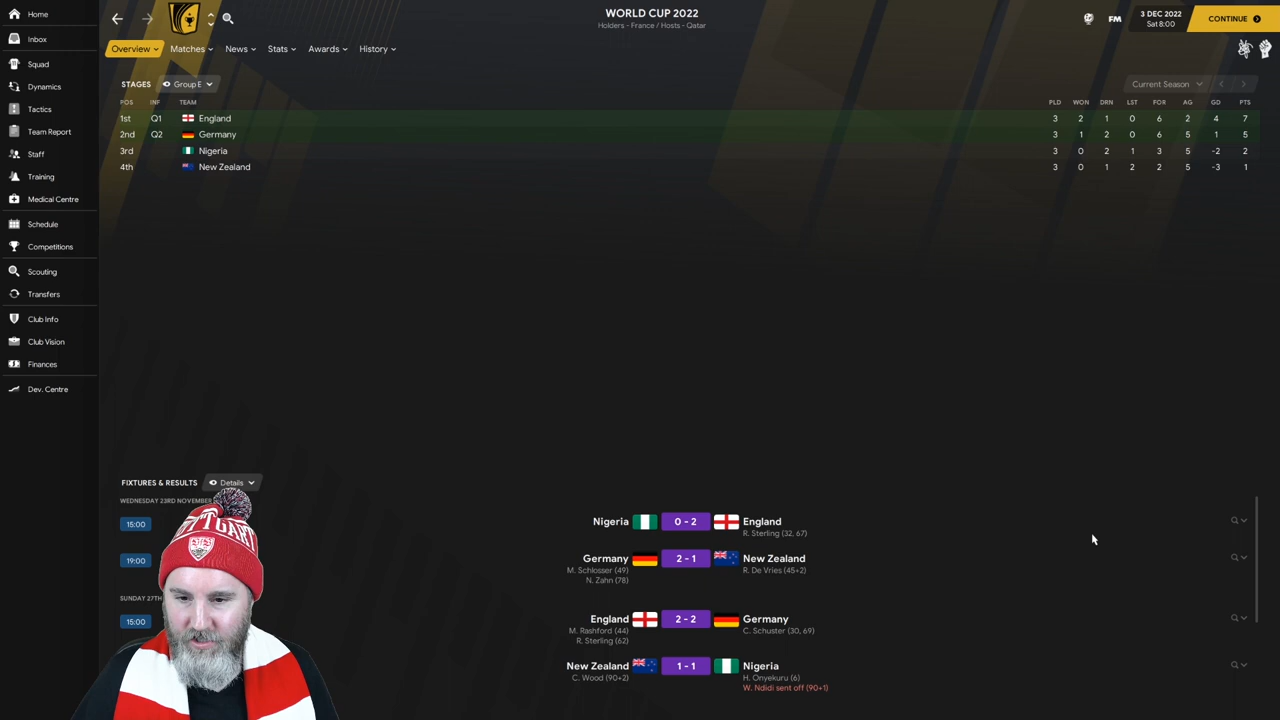 Home
Inbox
Squad
Dynamics
Tactics
Team Report
Staff
Training
Medical Centre
Schedule
Competitions
Scouting
Transfers
Club Info
Club Vision
Finances
Dev. Centre
WORLD CUP 2022
Holders - France / Hosts - Qatar
FM
3 DEC 2022
Sat 8:00
CONTINUE
Overview Matches News Stats Awards History
STAGES Group E Current Season
POS INF TEAM PLD WON DRN LST FOR AG GD PTS
1st Q1 England 3 2 1 0 6 2 4 7
2nd Q2 Germany 3 1 2 0 6 5 1 5
3rd Nigeria 3 0 2 1 3 5 -2 2
4th New Zealand 3 0 1 2 2 5 -3 1
FIXTURES & RESULTS Details
WEDNESDAY 23RD NOVEMBER
15:00 Nigeria 0 - 2 England
R. Sterling (32, 67)
19:00 Germany 2 - 1 New Zealand
M. Schlosser (49) R. De Vries (45+2)
N. Zahn (78)
SUNDAY 27TH
15:00 England 2 - 2 Germany
M. Rashford (44) C. Schuster (30, 69)
R. Sterling (62)
New Zealand 1 - 1 Nigeria
C. Wood (90+2) H. Onyekuru (6)
W. Ndidi sent off (90+1)